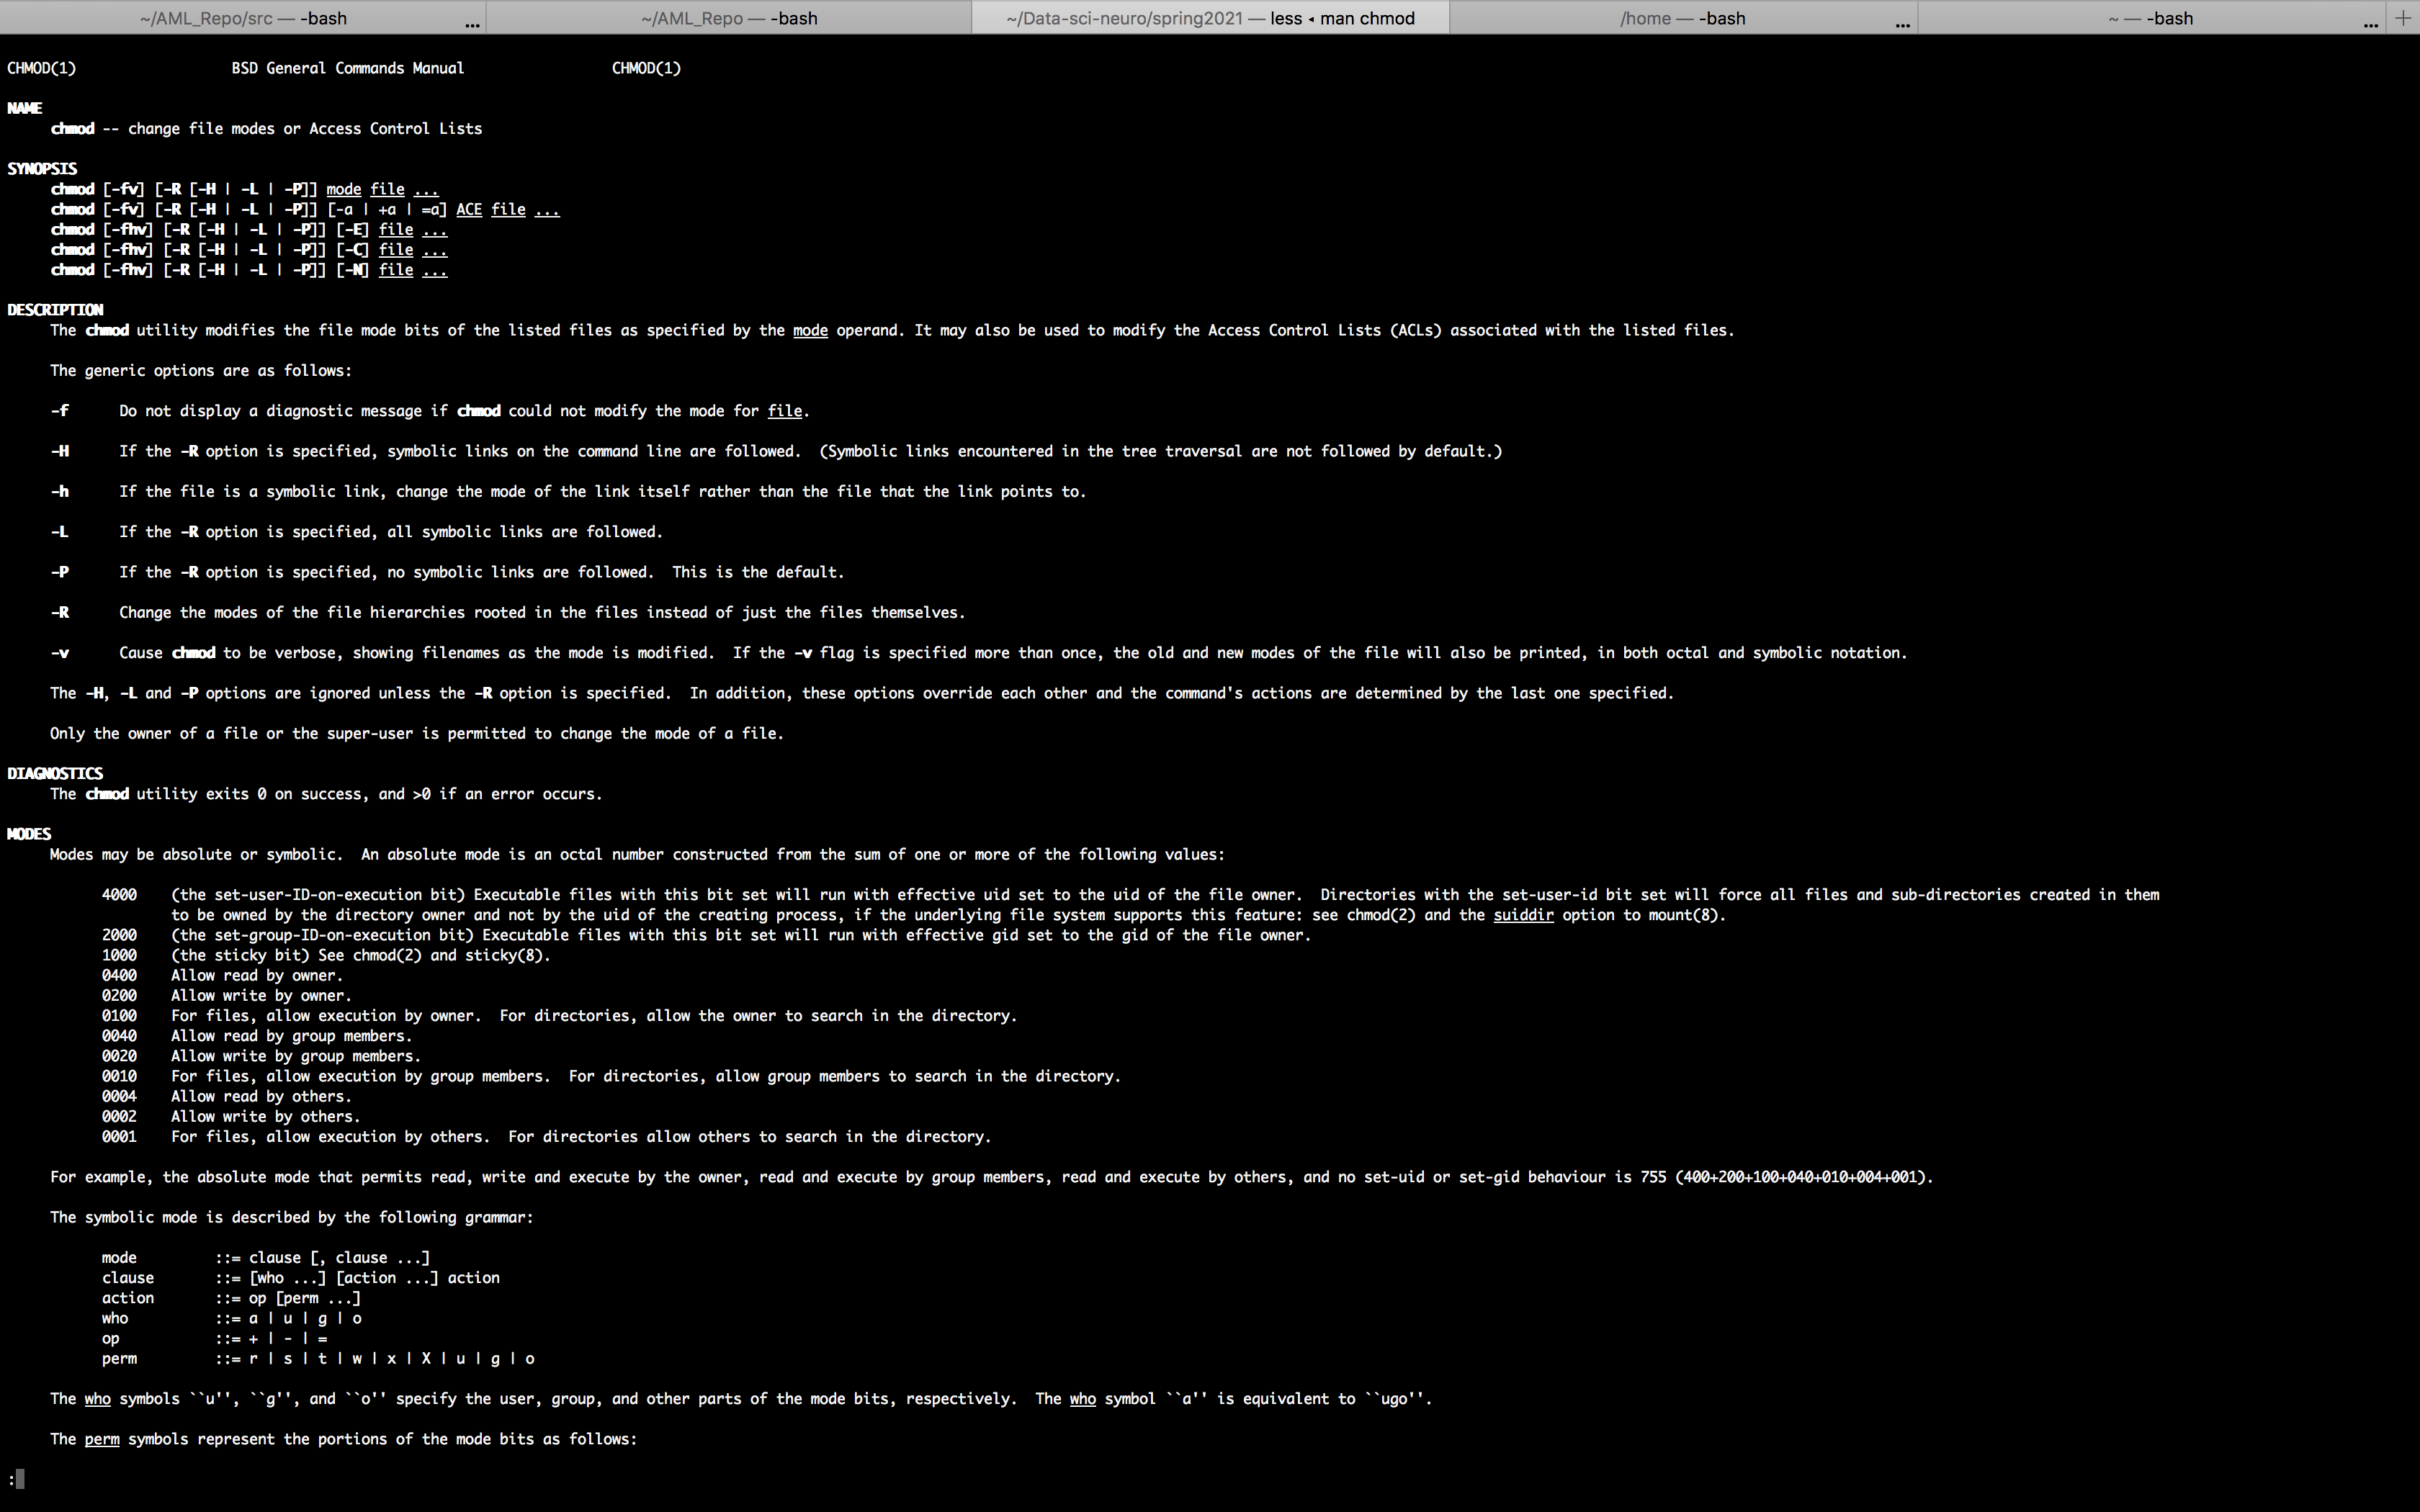 ~/AML_Repo/src — -bash ... ~/AML_Repo — -bash ~/Data-sci-neuro/spring2021 — less ◂ man chmod /home — -bash ... ~ — -bash ... +
CHMOD(1) BSD General Commands Manual CHMOD(1)
NAME
chmod -- change file modes or Access Control Lists
SYNOPSIS
chmod [-fv] [-R [-H | -L | -P]] mode file ...
chmod [-fv] [-R [-H | -L | -P]] [-a | +a | =a] ACE file ...
chmod [-fhv] [-R [-H | -L | -P]] [-E] file ...
chmod [-fhv] [-R [-H | -L | -P]] [-C] file ...
chmod [-fhv] [-R [-H | -L | -P]] [-N] file ...
DESCRIPTION
The chmod utility modifies the file mode bits of the listed files as specified by the mode operand. It may also be used to modify the Access Control Lists (ACLs) associated with the listed files.
The generic options are as follows:
-f Do not display a diagnostic message if chmod could not modify the mode for file.
-H If the -R option is specified, symbolic links on the command line are followed. (Symbolic links encountered in the tree traversal are not followed by default.)
-h If the file is a symbolic link, change the mode of the link itself rather than the file that the link points to.
-L If the -R option is specified, all symbolic links are followed.
-P If the -R option is specified, no symbolic links are followed. This is the default.
-R Change the modes of the file hierarchies rooted in the files instead of just the files themselves.
-v Cause chmod to be verbose, showing filenames as the mode is modified. If the -v flag is specified more than once, the old and new modes of the file will also be printed, in both octal and symbolic notation.
The -H, -L and -P options are ignored unless the -R option is specified. In addition, these options override each other and the command's actions are determined by the last one specified.
Only the owner of a file or the super-user is permitted to change the mode of a file.
DIAGNOSTICS
The chmod utility exits 0 on success, and >0 if an error occurs.
MODES
Modes may be absolute or symbolic. An absolute mode is an octal number constructed from the sum of one or more of the following values:
4000 (the set-user-ID-on-execution bit) Executable files with this bit set will run with effective uid set to the uid of the file owner. Directories with the set-user-id bit set will force all files and sub-directories created in them
to be owned by the directory owner and not by the uid of the creating process, if the underlying file system supports this feature: see chmod(2) and the suiddir option to mount(8).
2000 (the set-group-ID-on-execution bit) Executable files with this bit set will run with effective gid set to the gid of the file owner.
1000 (the sticky bit) See chmod(2) and sticky(8).
0400 Allow read by owner.
0200 Allow write by owner.
0100 For files, allow execution by owner. For directories, allow the owner to search in the directory.
0040 Allow read by group members.
0020 Allow write by group members.
0010 For files, allow execution by group members. For directories, allow group members to search in the directory.
0004 Allow read by others.
0002 Allow write by others.
0001 For files, allow execution by others. For directories allow others to search in the directory.
For example, the absolute mode that permits read, write and execute by the owner, read and execute by group members, read and execute by others, and no set-uid or set-gid behaviour is 755 (400+200+100+040+010+004+001).
The symbolic mode is described by the following grammar:
mode ::= clause [, clause ...]
clause ::= [who ...] [action ...] action
action ::= op [perm ...]
who ::= a | u | g | o
op ::= + | - | =
perm ::= r | s | t | w | x | X | u | g | o
The who symbols ``u'', ``g'', and ``o'' specify the user, group, and other parts of the mode bits, respectively. The who symbol ``a'' is equivalent to ``ugo''.
The perm symbols represent the portions of the mode bits as follows:
: